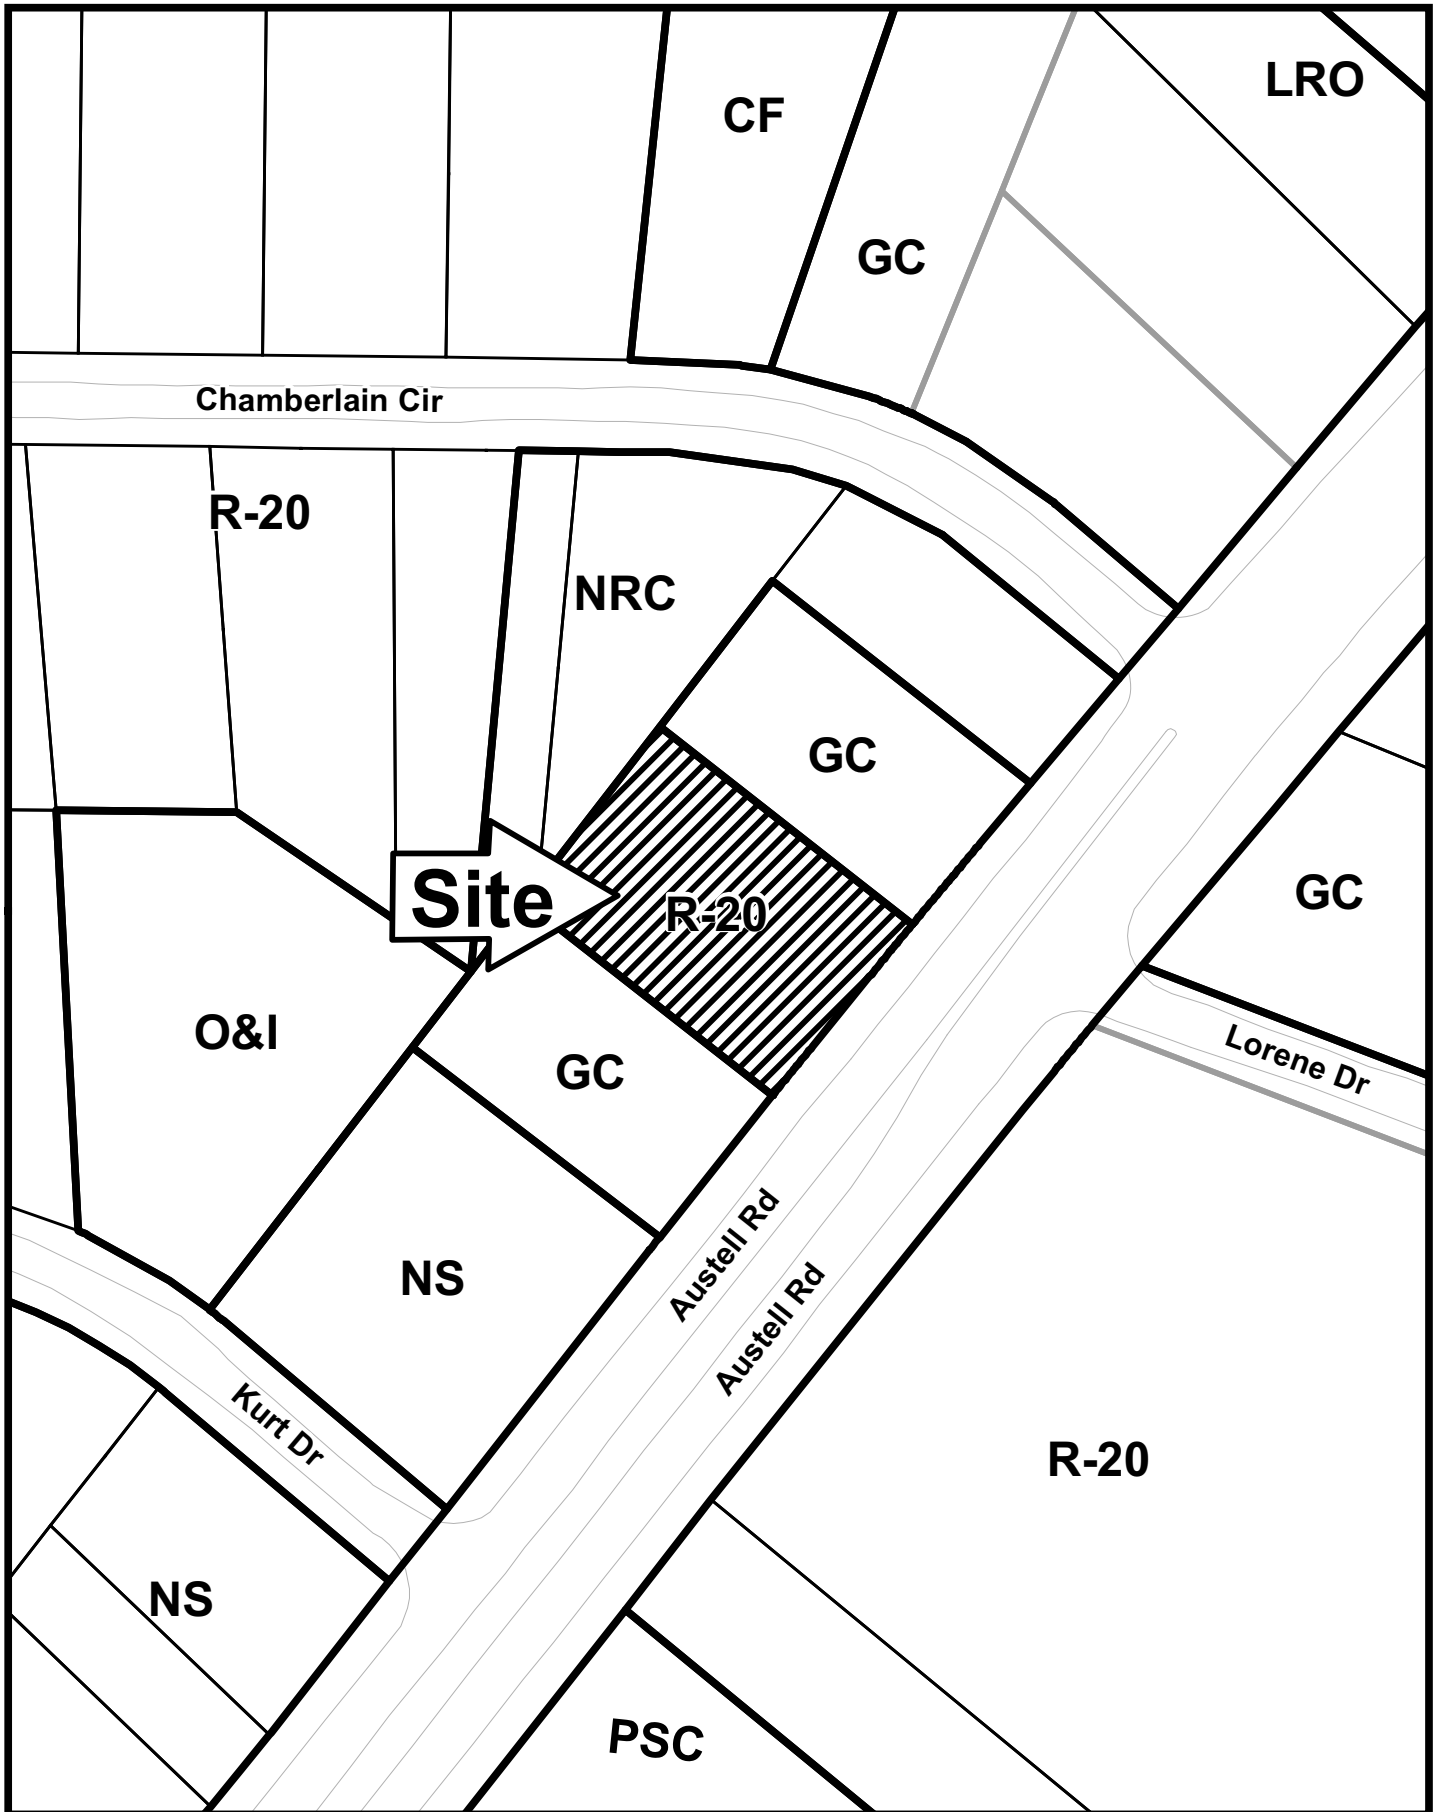 LRO
CF
GC
Chamberlain Cir
R-20
NRC
GC
GC
Site
R-20
O&I
Lorene Dr
GC
Austell Rd
NS
Austell Rd
Kurt Dr
R-20
NS
PSC